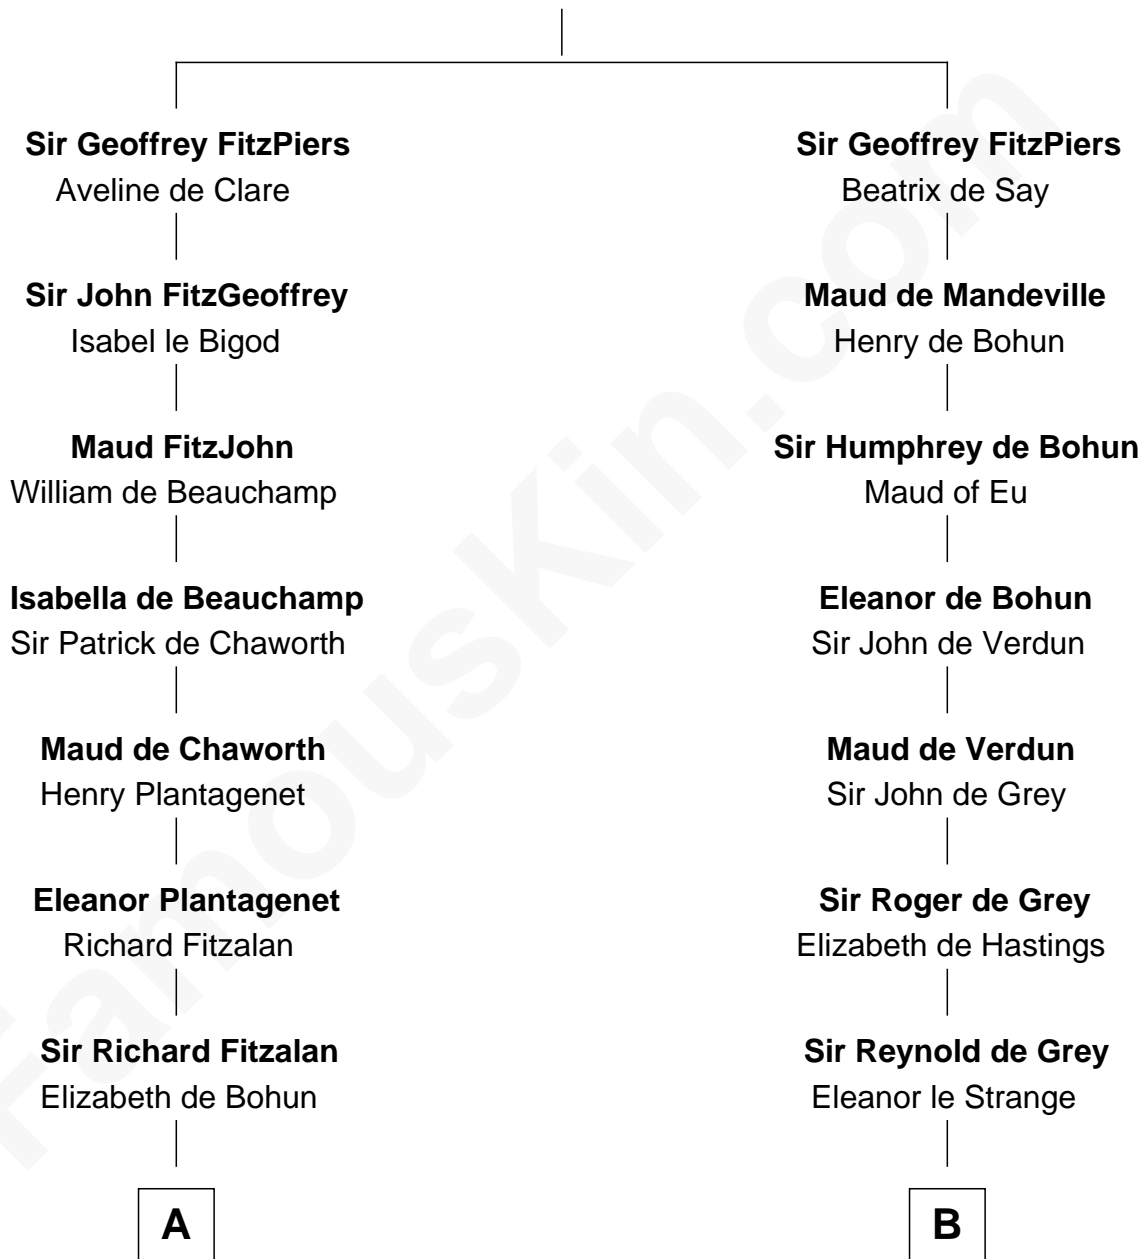 Sir Geoffrey FitzPiers
Aveline de Clare
Sir John FitzGeoffrey
Isabel le Bigod
Maud FitzJohn
William de Beauchamp
Isabella de Beauchamp
Sir Patrick de Chaworth
Maud de Chaworth
Henry Plantagenet
Eleanor Plantagenet
Richard Fitzalan
Sir Richard Fitzalan
Elizabeth de Bohun
A
Sir Geoffrey FitzPiers
Beatrix de Say
Maud de Mandeville
Henry de Bohun
Sir Humphrey de Bohun
Maud of Eu
Eleanor de Bohun
Sir John de Verdun
Maud de Verdun
Sir John de Grey
Sir Roger de Grey
Elizabeth de Hastings
Sir Reynold de Grey
Eleanor le Strange
B
FamousKin.com